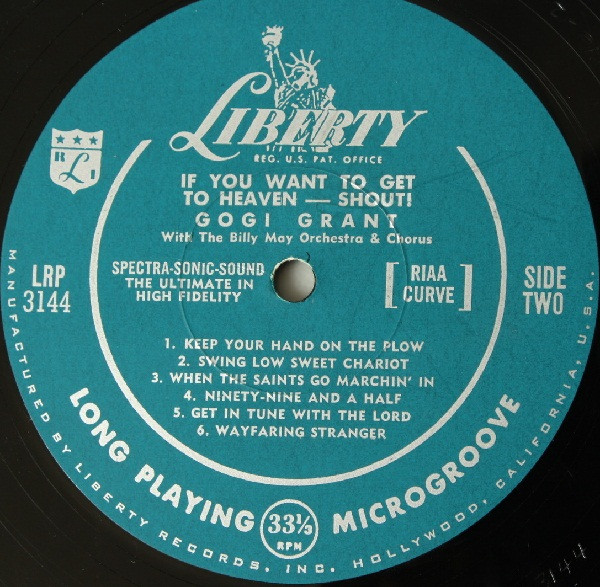 LIBERTY
REG. U.S. PAT. OFFICE
R L I
IF YOU WANT TO GET
TO HEAVEN — SHOUT!
GOGI GRANT
With The Billy May Orchestra & Chorus
LRP
3144
SPECTRA-SONIC-SOUND
THE ULTIMATE IN
HIGH FIDELITY
[ RIAA
CURVE ]
SIDE
TWO
1. KEEP YOUR HAND ON THE PLOW
2. SWING LOW SWEET CHARIOT
3. WHEN THE SAINTS GO MARCHIN' IN
4. NINETY-NINE AND A HALF
5. GET IN TUNE WITH THE LORD
6. WAYFARING STRANGER
LONG PLAYING 33⅓ RPM MICROGROOVE
MANUFACTURED BY LIBERTY RECORDS, INC. HOLLYWOOD, CALIFORNIA, U.S.A.